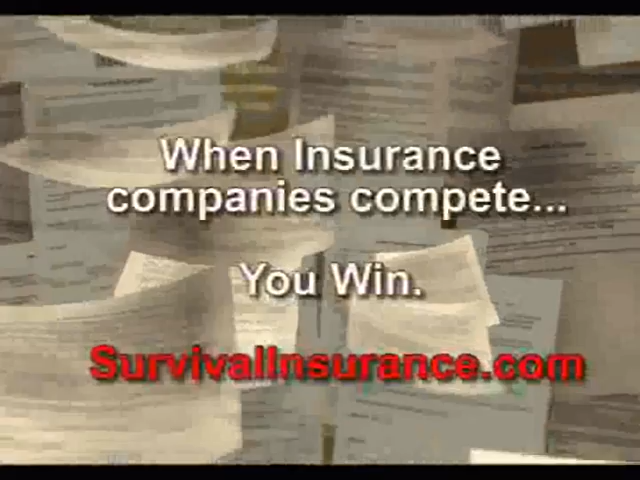 When Insurance
companies compete...
You Win.
SurvivalInsurance.com